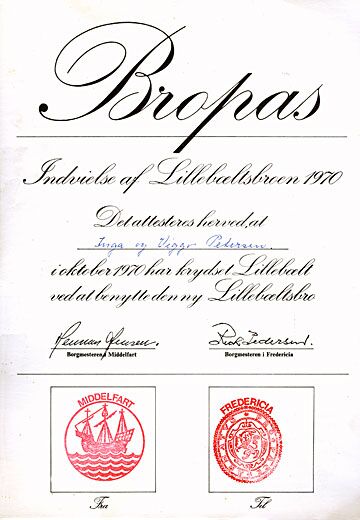 Bropas
Indvielse af Lillebæltsbroen 1970
Det attesteres herved, at
Inga og Viggo Petersen
i oktober 1970 har krydset Lillebælt
ved at benytte den ny Lillebæltsbro
Borgmesteren i Middelfart
Borgmesteren i Fredericia
MIDDELFART
FREDERICIA
Fra
Til